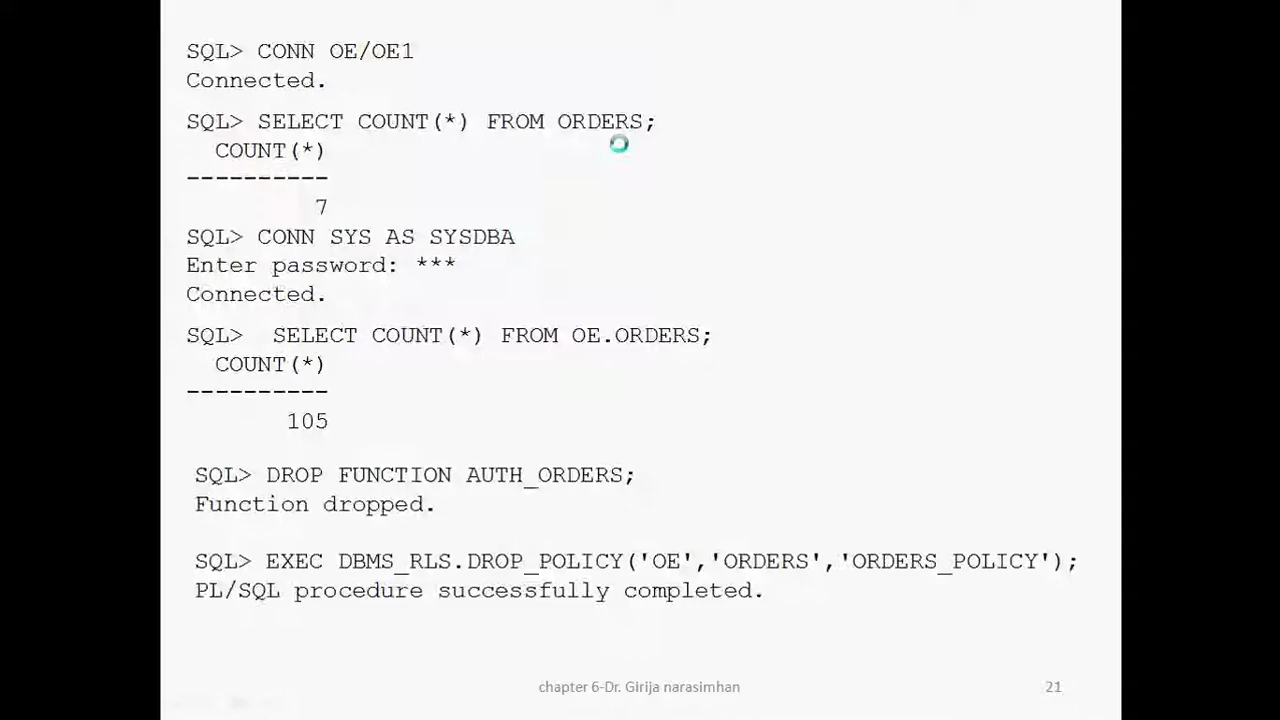 SQL> CONN OE/OE1
Connected.
SQL> SELECT COUNT(*) FROM ORDERS;
COUNT(*)
----------
7
SQL> CONN SYS AS SYSDBA
Enter password: ***
Connected.
SQL> SELECT COUNT(*) FROM OE.ORDERS;
COUNT(*)
----------
105
SQL> DROP FUNCTION AUTH_ORDERS;
Function dropped.
SQL> EXEC DBMS_RLS.DROP_POLICY('OE','ORDERS','ORDERS_POLICY');
PL/SQL procedure successfully completed.
chapter 6-Dr. Girija narasimhan
21